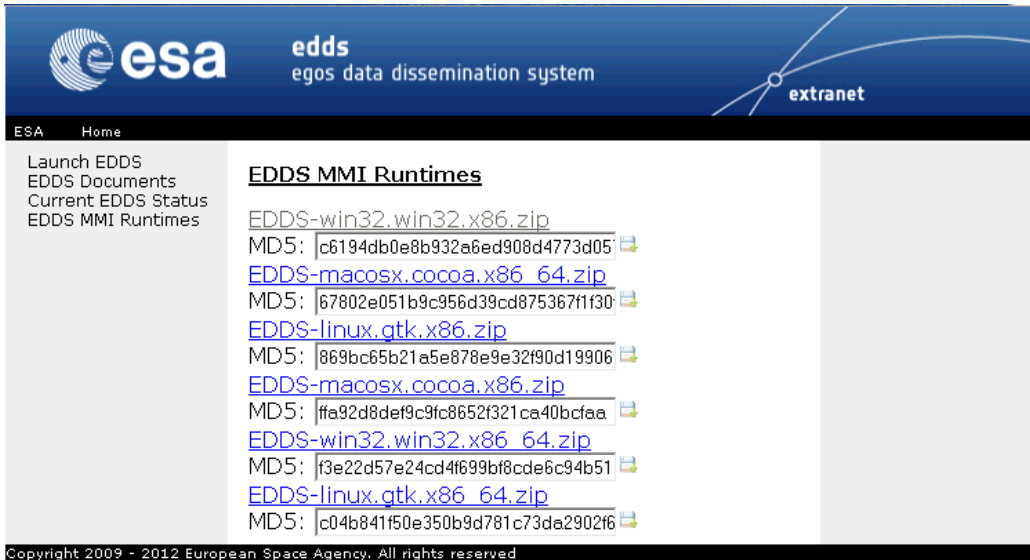 esa
edds
egos data dissemination system
extranet
ESA Home
Launch EDDS
EDDS Documents
Current EDDS Status
EDDS MMI Runtimes
EDDS MMI Runtimes
EDDS-win32.win32.x86.zip
MD5: c6194db0e8b932a6ed908d4773d05
EDDS-macosx.cocoa.x86_64.zip
MD5: 67802e051b9c956d39cd875367f1f30
EDDS-linux.gtk.x86.zip
MD5: 869bc65b21a5e878e9e32f90d19906
EDDS-macosx.cocoa.x86.zip
MD5: ffa92d8def9c9fc8652f321ca40bcfaa
EDDS-win32.win32.x86_64.zip
MD5: f3e22d57e24cd4f699bf8cde6c94b51
EDDS-linux.gtk.x86_64.zip
MD5: c04b841f50e350b9d781c73da2902f6
Copyright 2009 - 2012 European Space Agency. All rights reserved